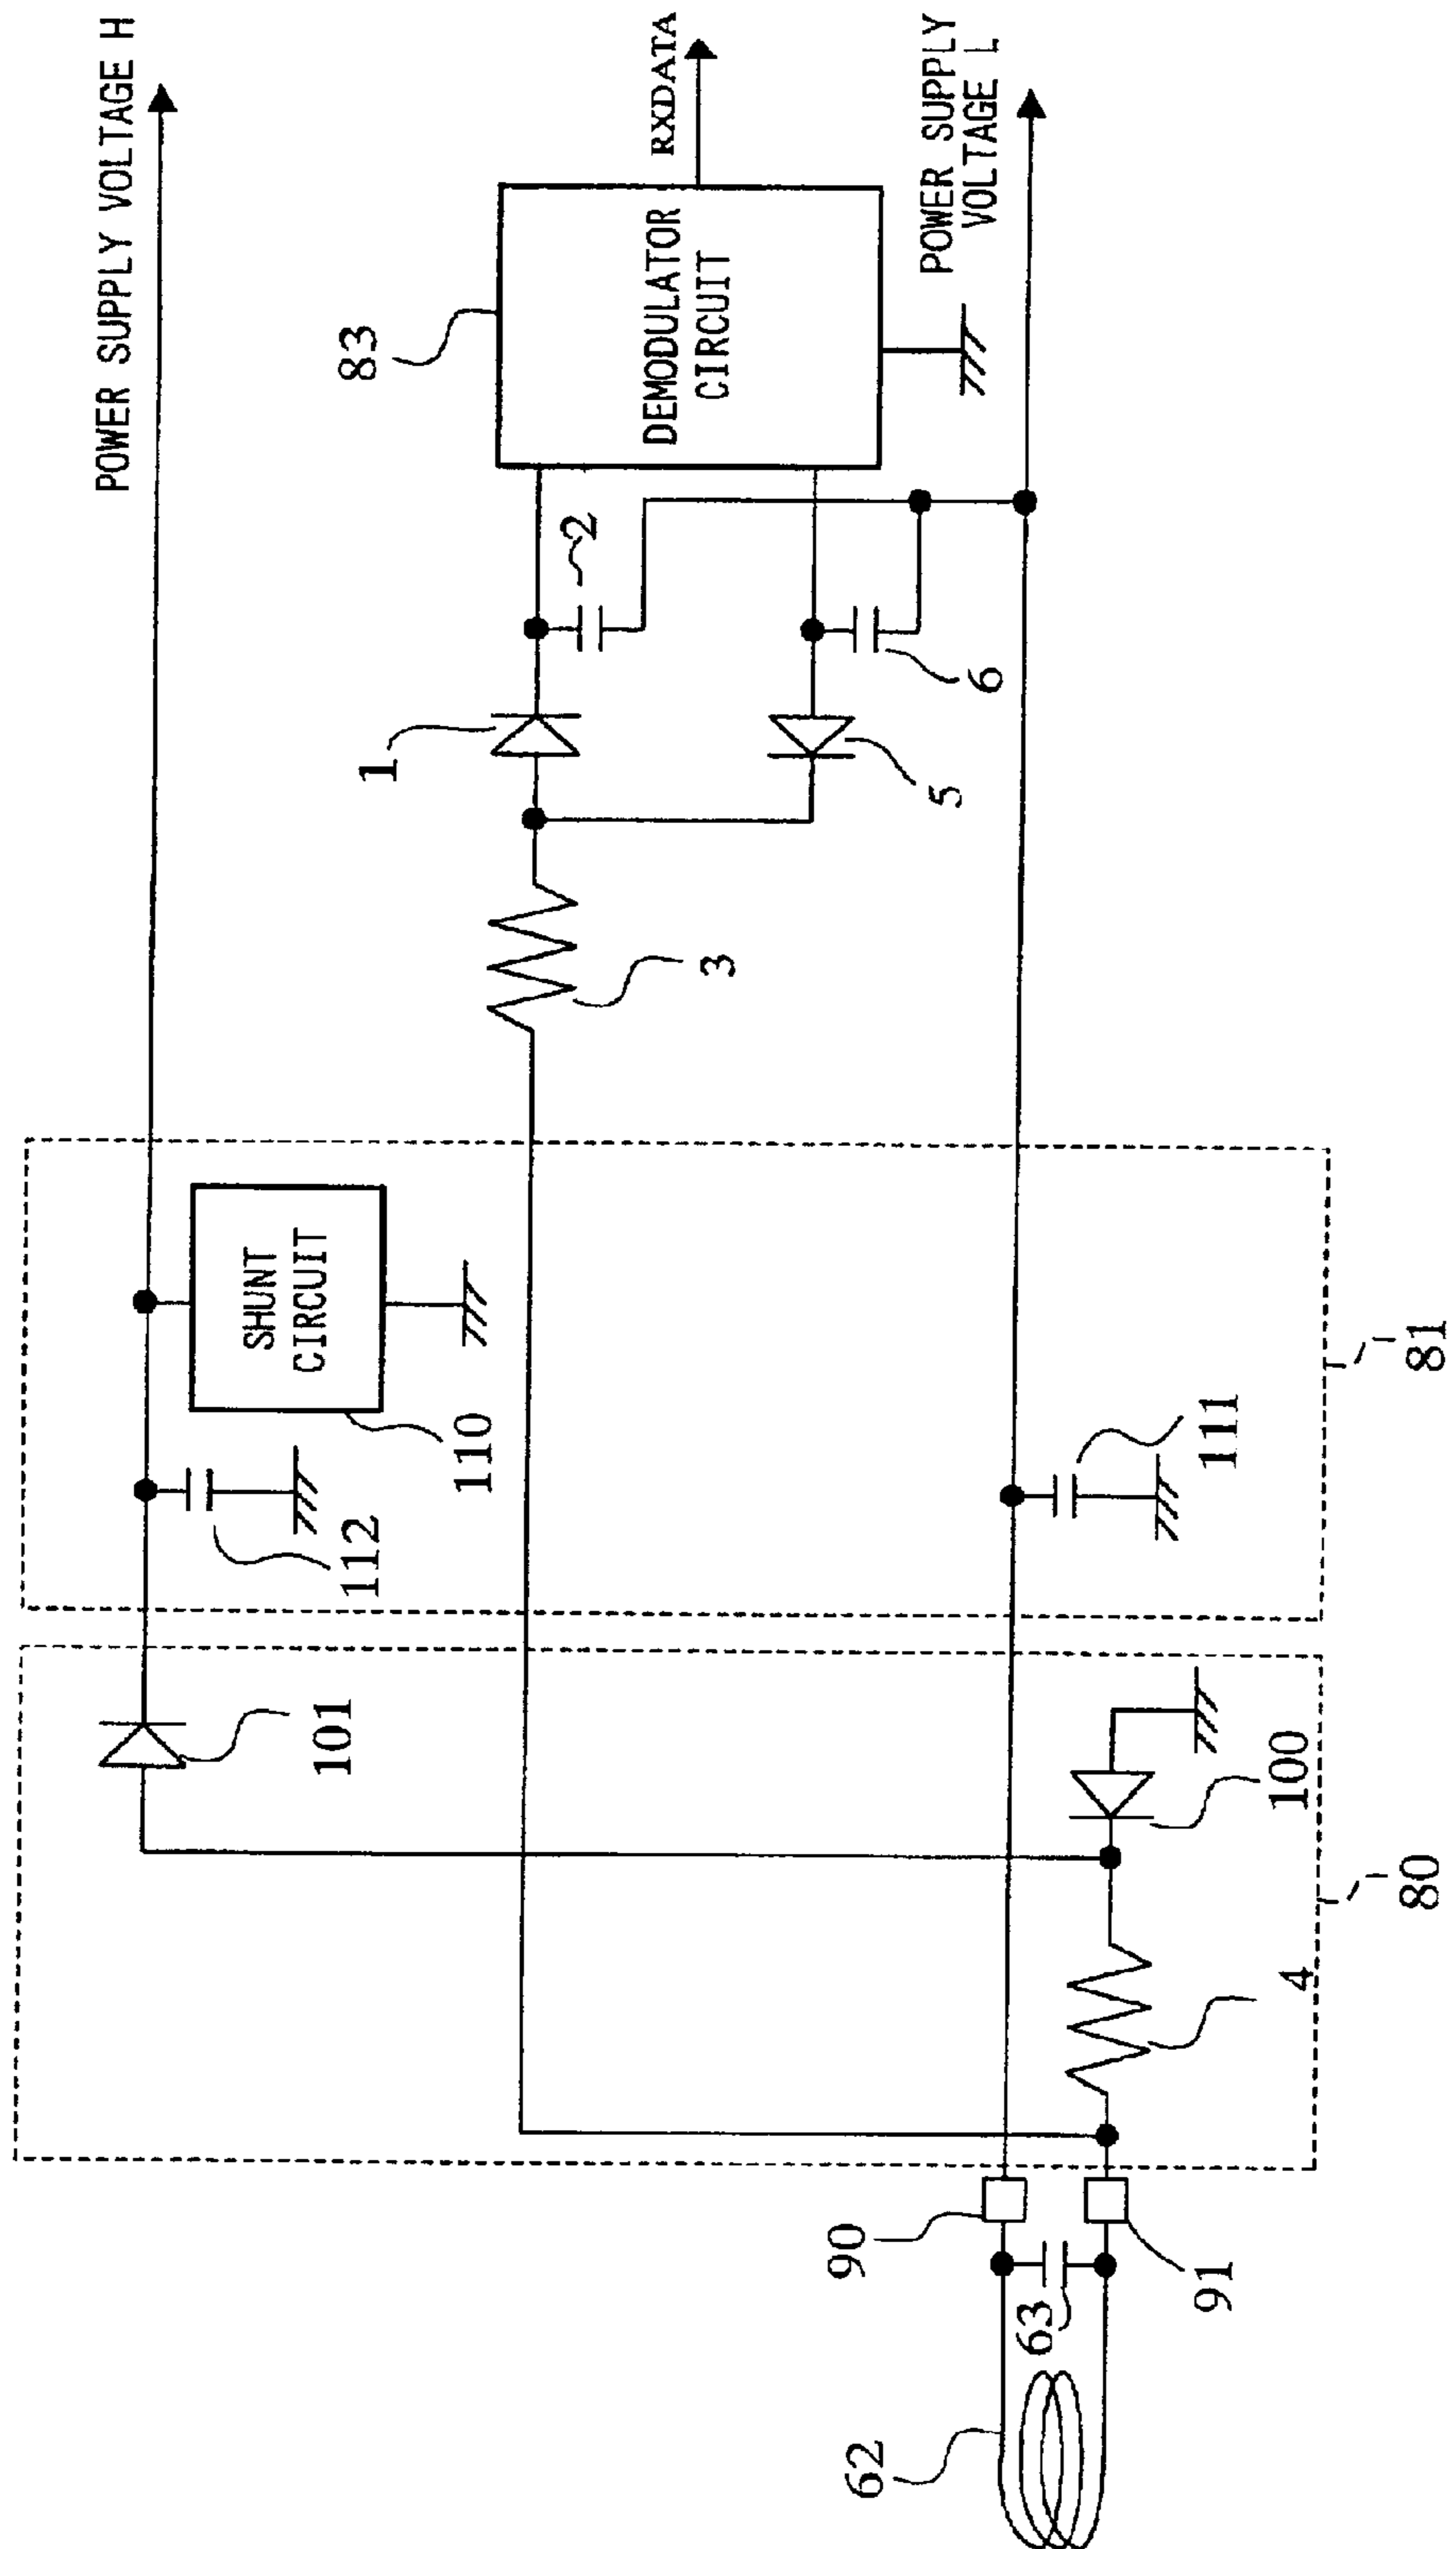 POWER SUPPLY VOLTAGE H
RXDATA
POWER SUPPLY
VOLTAGE L
83
DEMODULATOR
CIRCUIT
2
1
6
5
3
SHUNT
CIRCUIT
110
112
111
81
101
100
80
4
90
91
63
62